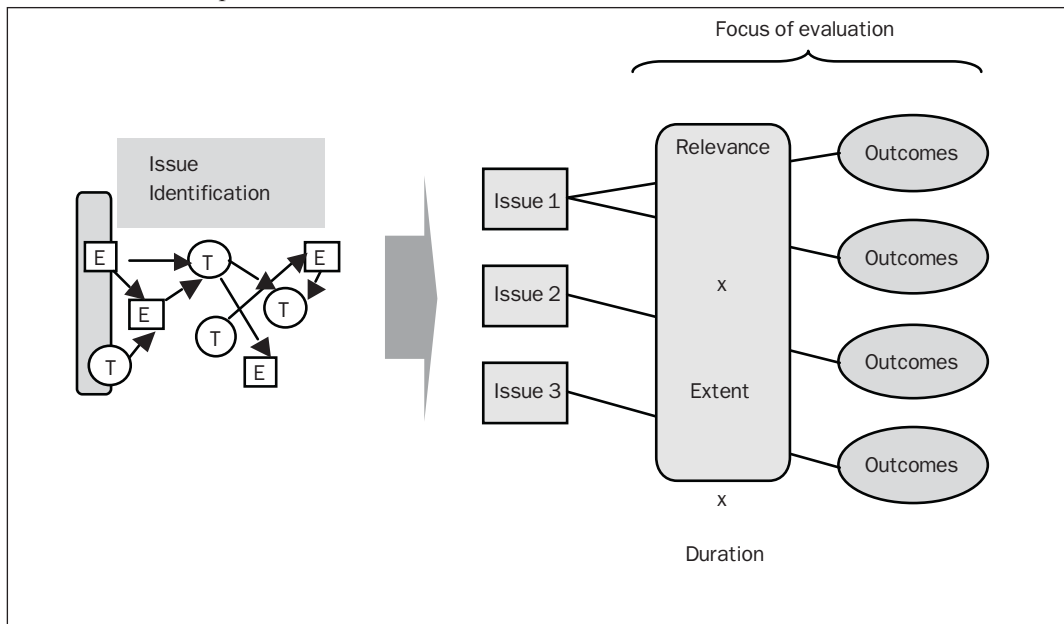 Focus of evaluation
Issue
Identification
E
T
E
E
T
T
T
E
Issue 1
Issue 2
Issue 3
Relevance
x
Extent
x
Duration
Outcomes
Outcomes
Outcomes
Outcomes